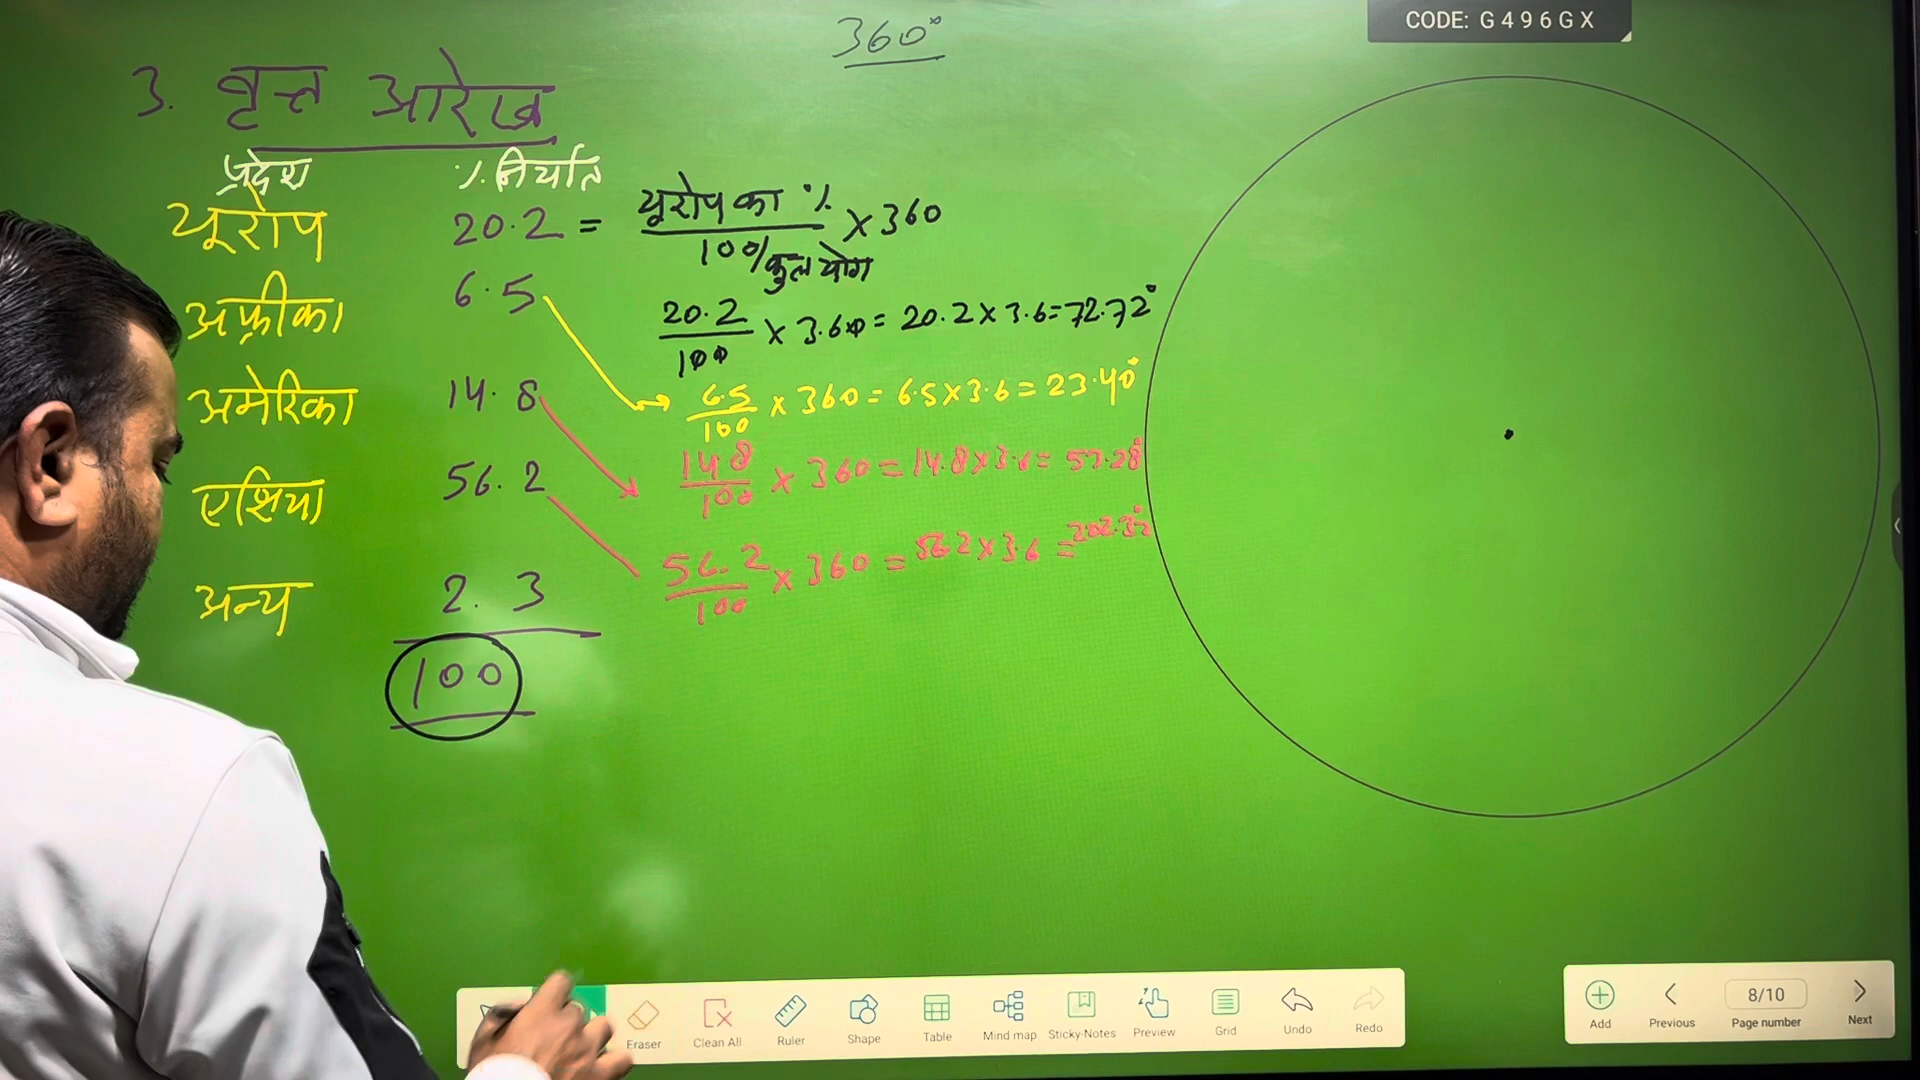 360°
CODE: G496GX
3. वृत्त आरेख
प्रदेश % निर्यात
यूरोप 20.2 = यूरोप का % / 100/कुल योग × 360
20.2/100 × 3.60 = 20.2 × 3.6 = 72.72°
अफ्रीका 6.5
6.5/100 × 360 = 6.5 × 3.6 = 23.40°
अमेरिका 14.8
14.8/100 × 360 = 14.8 × 3.6 = 53.28°
एशिया 56.2
56.2/100 × 360 = 56.2 × 3.6 = 202.32°
अन्य 2.3
100
Eraser Clean All Ruler Shape Table Mind map Sticky-Notes Preview Grid Undo Redo
Add Previous 8/10 Page number Next